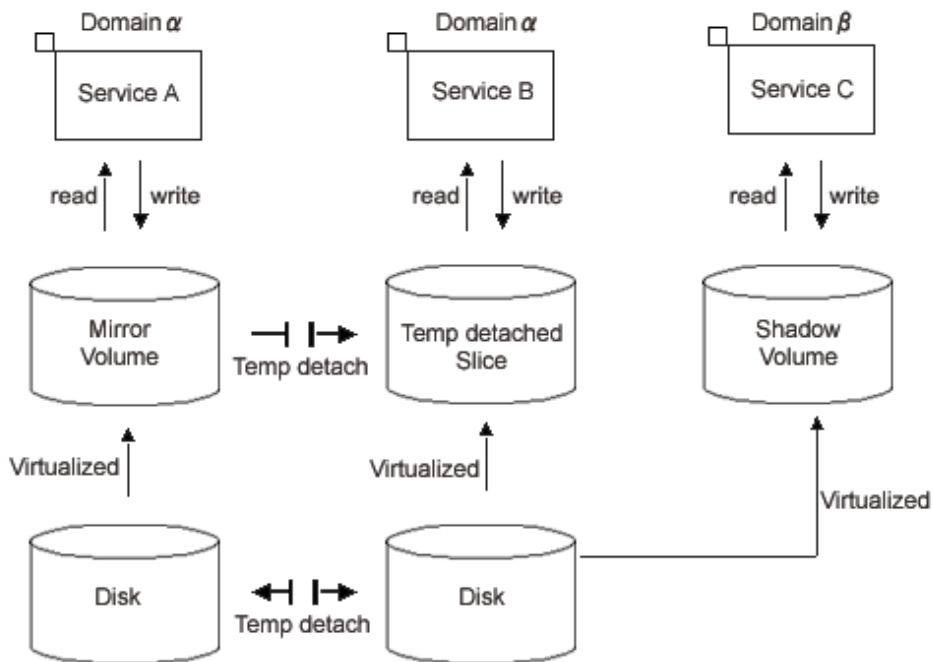 Domain α
Domain α
Domain β
Service A
Service B
Service C
read
write
read
write
read
write
Mirror
Volume
Temp detach
Temp detached
Slice
Shadow
Volume
Virtualized
Virtualized
Virtualized
Disk
Temp detach
Disk